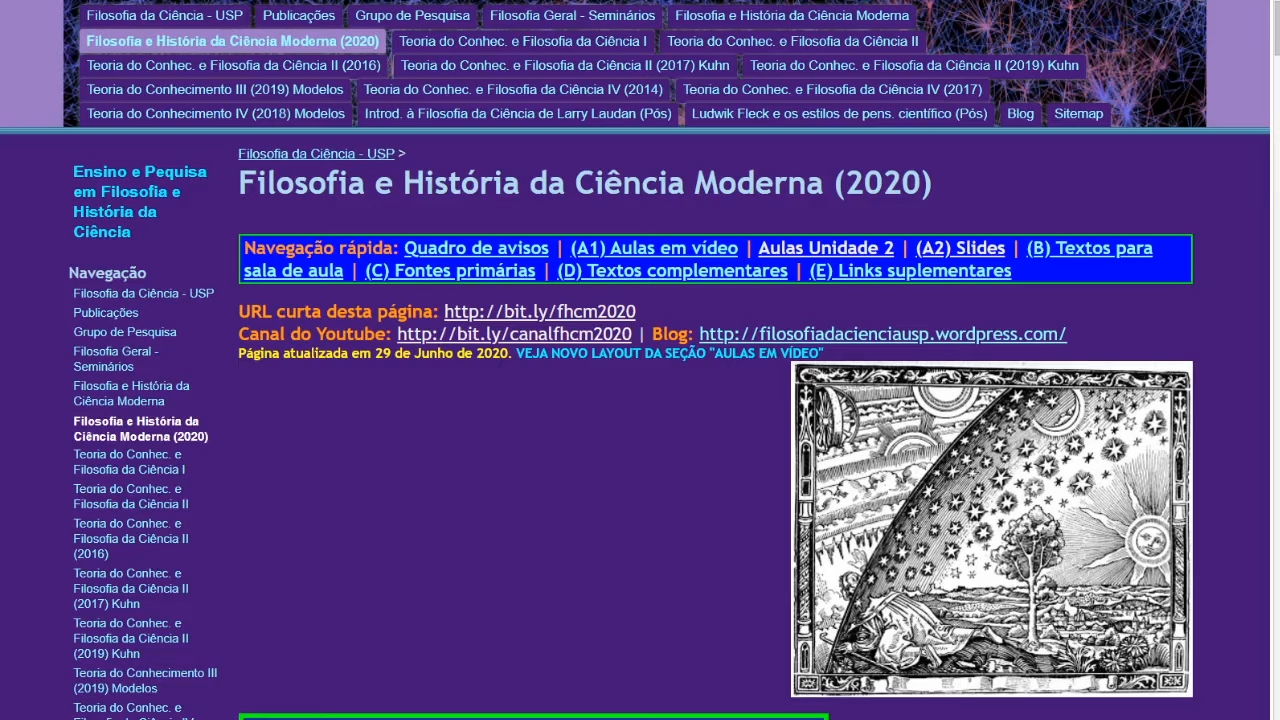 Filosofia da Ciência - USP Publicações Grupo de Pesquisa Filosofia Geral - Seminários Filosofia e História da Ciência Moderna
Filosofia e História da Ciência Moderna (2020) Teoria do Conhec. e Filosofia da Ciência I Teoria do Conhec. e Filosofia da Ciência II
Teoria do Conhec. e Filosofia da Ciência II (2016) Teoria do Conhec. e Filosofia da Ciência II (2017) Kuhn Teoria do Conhec. e Filosofia da Ciência II (2019) Kuhn
Teoria do Conhecimento III (2019) Modelos Teoria do Conhec. e Filosofia da Ciência IV (2014) Teoria do Conhec. e Filosofia da Ciência IV (2017)
Teoria do Conhecimento IV (2018) Modelos Introd. à Filosofia da Ciência de Larry Laudan (Pós) Ludwik Fleck e os estilos de pens. científico (Pós) Blog Sitemap
Ensino e Pequisa
em Filosofia e
História da
Ciência
Navegação
Filosofia da Ciência - USP
Publicações
Grupo de Pesquisa
Filosofia Geral -
Seminários
Filosofia e História da
Ciência Moderna
Filosofia e História da
Ciência Moderna (2020)
Teoria do Conhec. e
Filosofia da Ciência I
Teoria do Conhec. e
Filosofia da Ciência II
Teoria do Conhec. e
Filosofia da Ciência II
(2016)
Teoria do Conhec. e
Filosofia da Ciência II
(2017) Kuhn
Teoria do Conhec. e
Filosofia da Ciência II
(2019) Kuhn
Teoria do Conhecimento III
(2019) Modelos
Teoria do Conhec. e
Filosofia da Ciência - USP >
Filosofia e História da Ciência Moderna (2020)
Navegação rápida: Quadro de avisos | (A1) Aulas em vídeo | Aulas Unidade 2 | (A2) Slides | (B) Textos para
sala de aula | (C) Fontes primárias | (D) Textos complementares | (E) Links suplementares
URL curta desta página: http://bit.ly/fhcm2020
Canal do Youtube: http://bit.ly/canalfhcm2020 | Blog: http://filosofiadacienciausp.wordpress.com/
Página atualizada em 29 de Junho de 2020. VEJA NOVO LAYOUT DA SEÇÃO "AULAS EM VÍDEO"